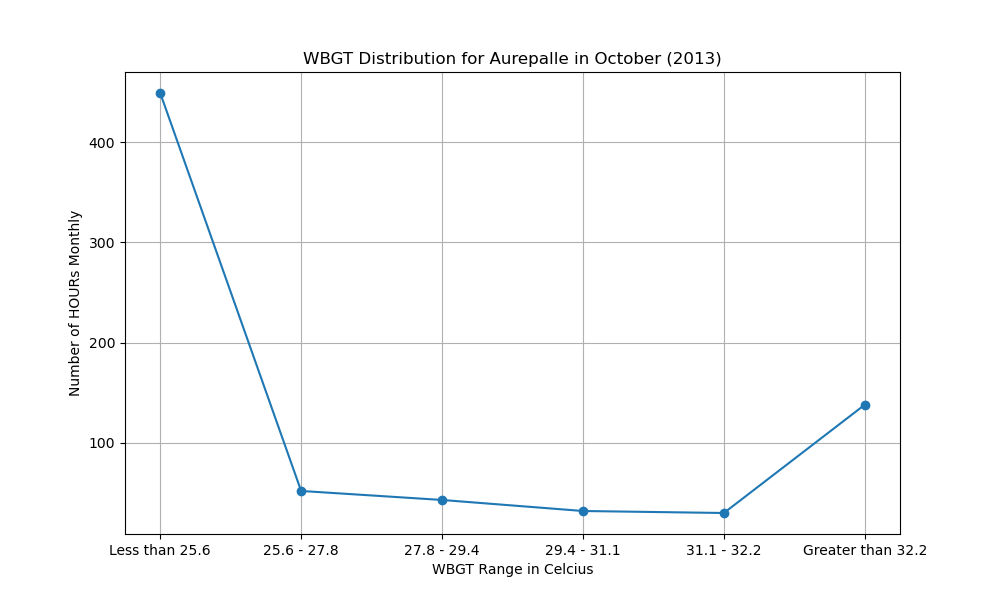 WBGT Distribution for Aurepalle in October (2013)
Number of HOURs Monthly
400
300
200
100
Less than 25.6
25.6 - 27.8
27.8 - 29.4
29.4 - 31.1
31.1 - 32.2
Greater than 32.2
WBGT Range in Celcius